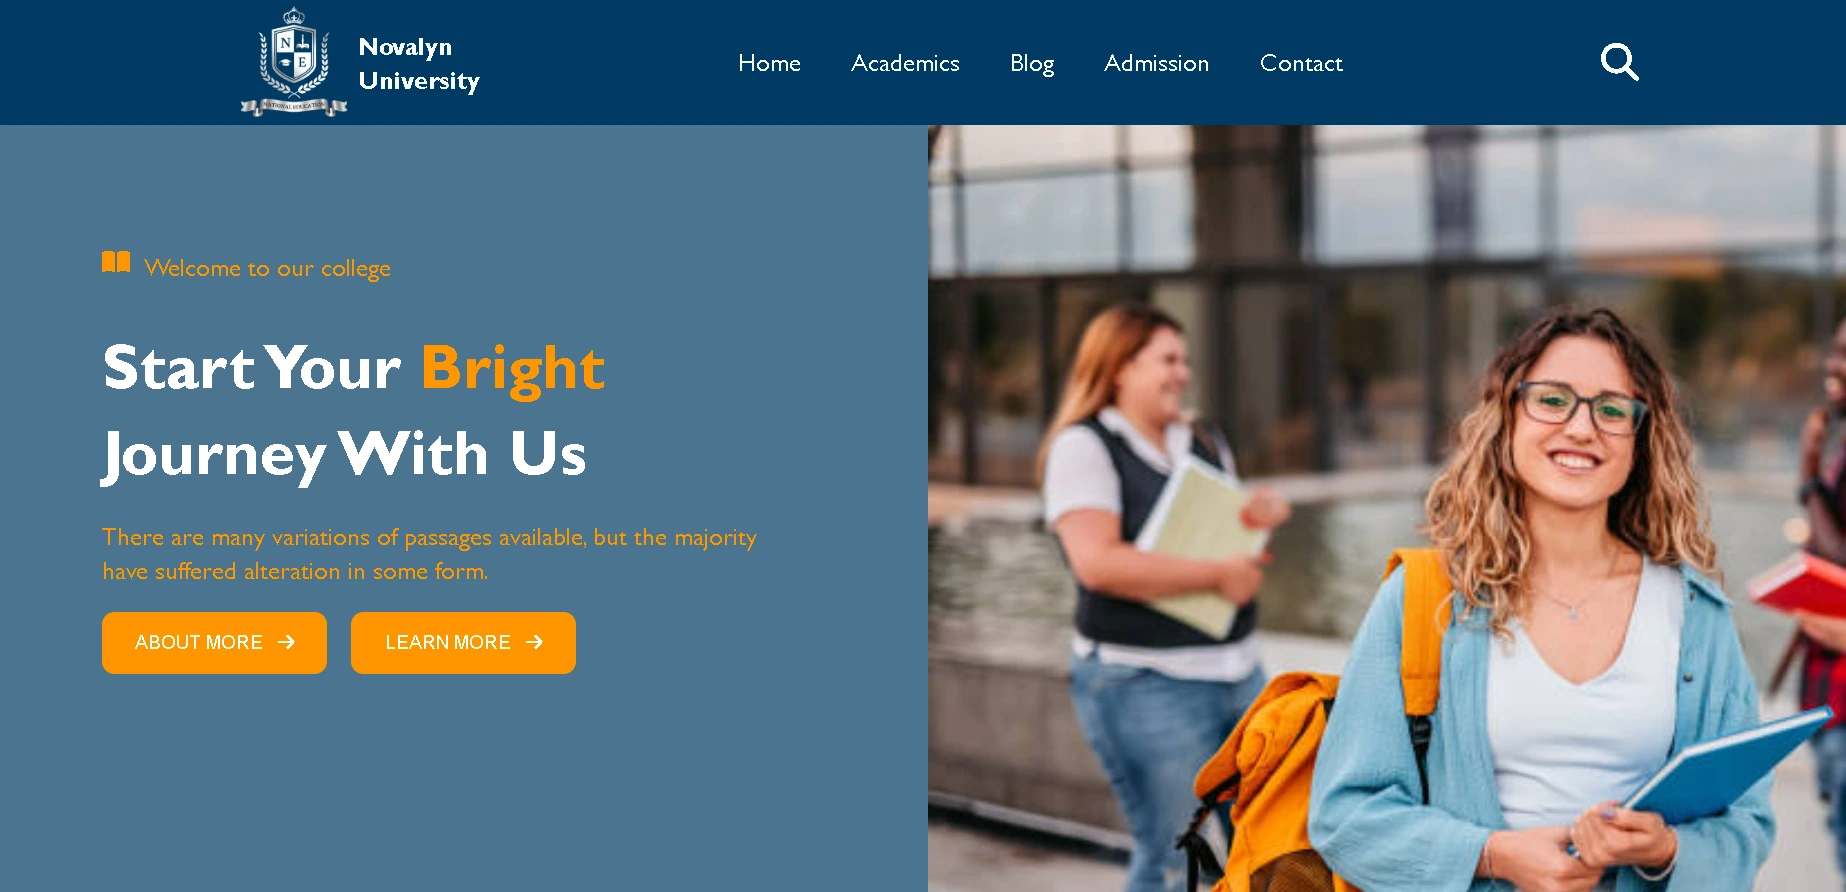 N
E
NATIONAL EDUCATION
Novalyn
University
Home Academics Blog Admission Contact
Welcome to our college
Start Your Bright
Journey With Us
There are many variations of passages available, but the majority
have suffered alteration in some form.
ABOUT MORE LEARN MORE